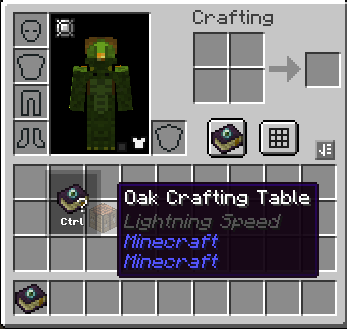 Crafting
Oak Crafting Table
Lightning Speed
Minecraft
Minecraft
Ctrl